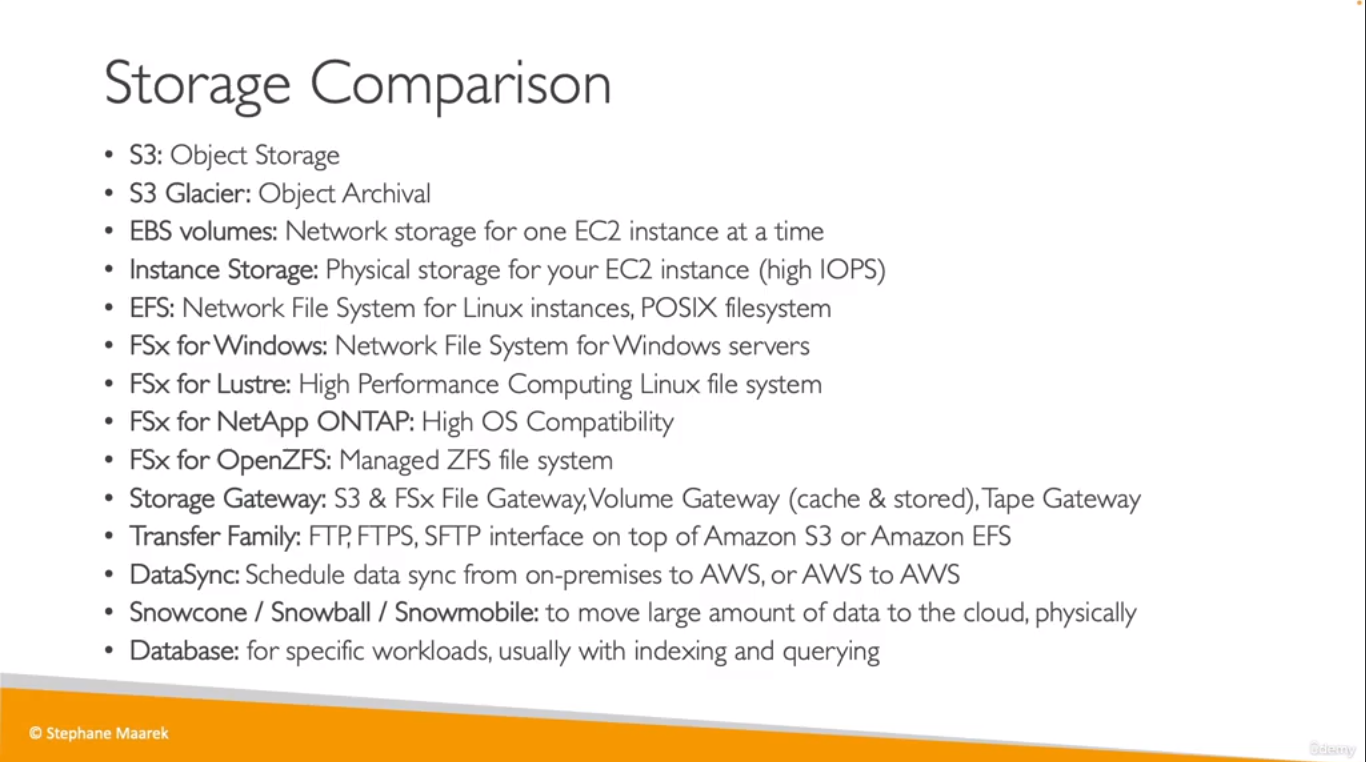 Storage Comparison
• S3: Object Storage
• S3 Glacier: Object Archival
• EBS volumes: Network storage for one EC2 instance at a time
• Instance Storage: Physical storage for your EC2 instance (high IOPS)
• EFS: Network File System for Linux instances, POSIX filesystem
• FSx for Windows: Network File System for Windows servers
• FSx for Lustre: High Performance Computing Linux file system
• FSx for NetApp ONTAP: High OS Compatibility
• FSx for OpenZFS: Managed ZFS file system
• Storage Gateway: S3 & FSx File Gateway, Volume Gateway (cache & stored), Tape Gateway
• Transfer Family: FTP, FTPS, SFTP interface on top of Amazon S3 or Amazon EFS
• DataSync: Schedule data sync from on-premises to AWS, or AWS to AWS
• Snowcone / Snowball / Snowmobile: to move large amount of data to the cloud, physically
• Database: for specific workloads, usually with indexing and querying
© Stephane Maarek
ûdemy